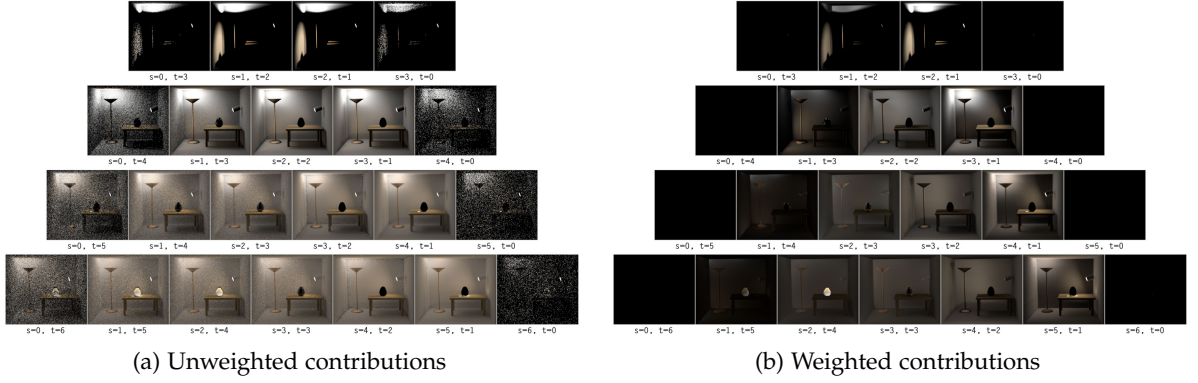 s=0, t=3 s=1, t=2 s=2, t=1 s=3, t=0
s=0, t=4 s=1, t=3 s=2, t=2 s=3, t=1 s=4, t=0
s=0, t=5 s=1, t=4 s=2, t=3 s=3, t=2 s=4, t=1 s=5, t=0
s=0, t=6 s=1, t=5 s=2, t=4 s=3, t=3 s=4, t=2 s=5, t=1 s=6, t=0
(a) Unweighted contributions
s=0, t=3 s=1, t=2 s=2, t=1 s=3, t=0
s=0, t=4 s=1, t=3 s=2, t=2 s=3, t=1 s=4, t=0
s=0, t=5 s=1, t=4 s=2, t=3 s=3, t=2 s=4, t=1 s=5, t=0
s=0, t=6 s=1, t=5 s=2, t=4 s=3, t=3 s=4, t=2 s=5, t=1 s=6, t=0
(b) Weighted contributions